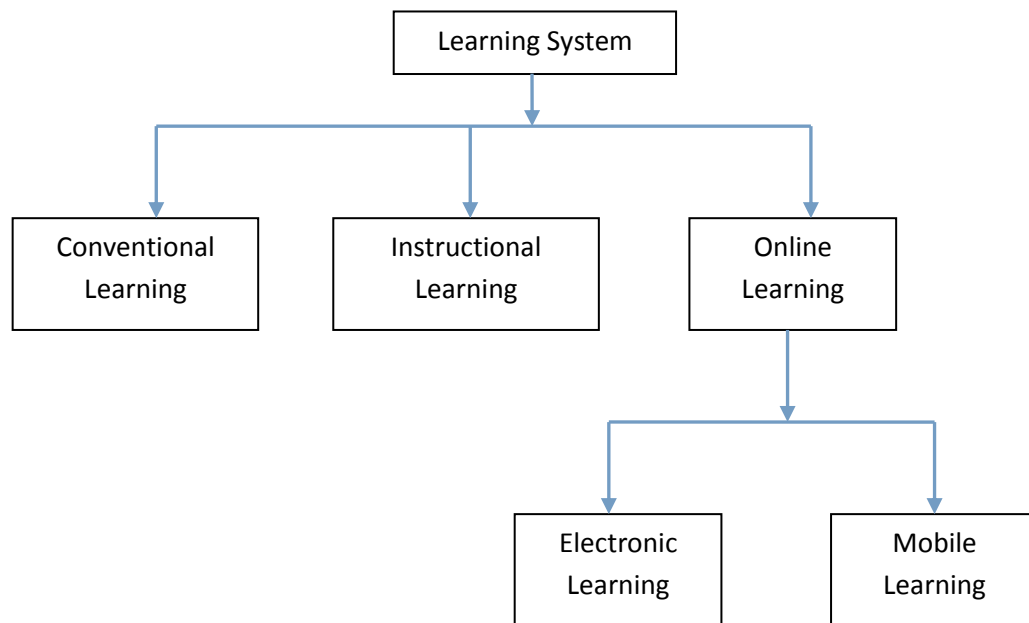 Learning System
Conventional
Learning
Instructional
Learning
Online
Learning
Electronic
Learning
Mobile
Learning